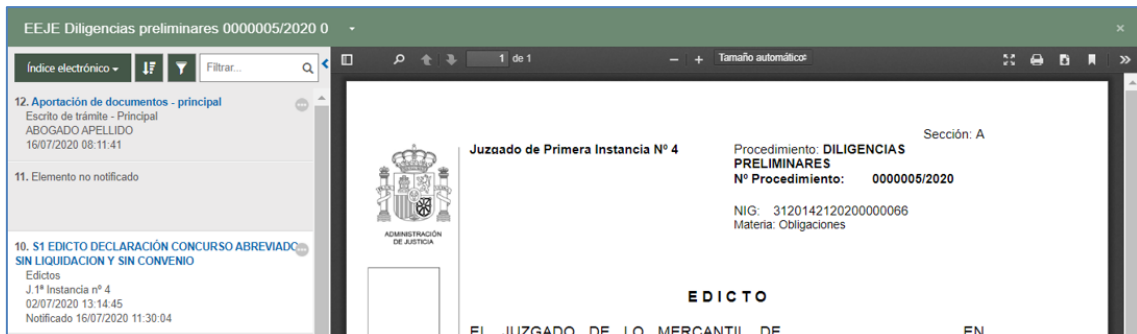 EEJE Diligencias preliminares 0000005/2020 0
Índice electrónico
Filtrar...
12. Aportación de documentos - principal
Escrito de trámite - Principal
ABOGADO APELLIDO
16/07/2020 08:11:41
11. Elemento no notificado
10. S1 EDICTO DECLARACIÓN CONCURSO ABREVIADO
SIN LIQUIDACION Y SIN CONVENIO
Edictos
J.1ª Instancia nº 4
02/07/2020 13:14:45
Notificado 16/07/2020 11:30:04
1 de 1
Tamaño automático
Sección: A
Juzgado de Primera Instancia Nº 4
Procedimiento: DILIGENCIAS
PRELIMINARES
Nº Procedimiento: 0000005/2020
NIG: 3120142120200000066
Materia: Obligaciones
ADMINISTRACIÓN
DE JUSTICIA
EDICTO
EL JUZGADO DE LO MERCANTIL DE EN